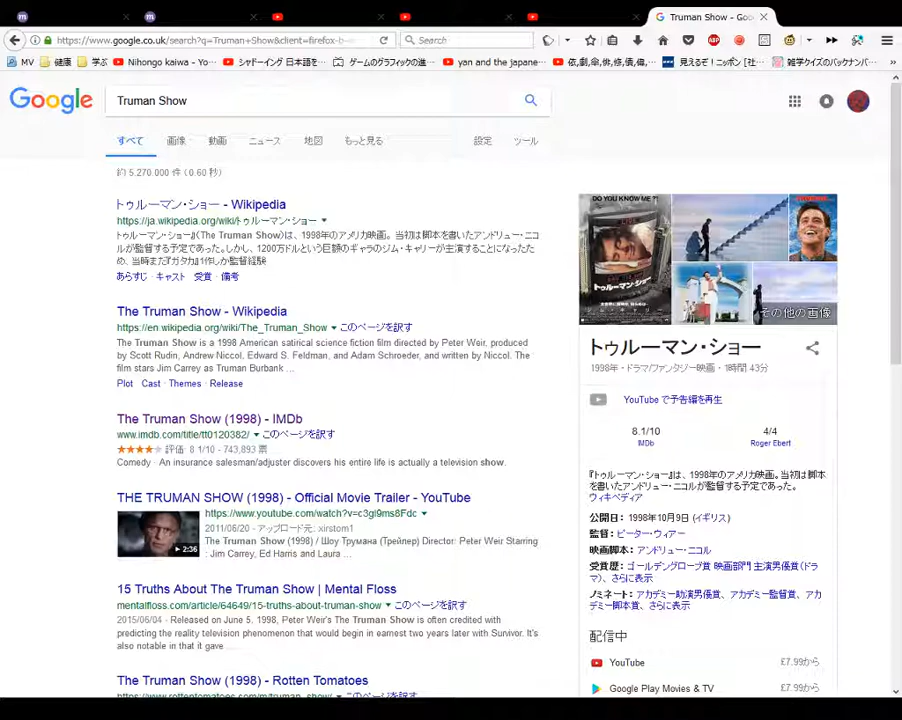 Truman Show - Goo
https://www.google.co.uk/search?q=Truman+Show&client=firefox-b-
Search
ABP
MV
健康
学ぶ
Nihongo kaiwa - Yo
シャドーイング 日本語を
ゲームのグラフィックの進
yan and the japane
依,劇,傘,俳,修,債,値,
見えるぞ！ニッポン
雑学クイズのバックナンバ
Google
Truman Show
すべて
画像
動画
ニュース
地図
もっと見る
設定
ツール
約 5,270,000 件 (0.60 秒)
トゥルーマン・ショー - Wikipedia
https://ja.wikipedia.org/wiki/トゥルーマン・ショー
トゥルーマン・ショー』(The Truman Show)は、1998年のアメリカ映画。当初は脚本を書いたアンドリュー・ニコ
ルが監督する予定であった。しかし、1200万ドルという巨額のギャラのジム・キャリーが主演することになったた
め、当時まだ『ガタカ』1作しか監督経験
あらすじ · キャスト · 受賞 · 備考
The Truman Show - Wikipedia
https://en.wikipedia.org/wiki/The_Truman_Show このページを訳す
The Truman Show is a 1998 American satirical science fiction film directed by Peter Weir, produced
by Scott Rudin, Andrew Niccol, Edward S. Feldman, and Adam Schroeder, and written by Niccol. The
film stars Jim Carrey as Truman Burbank ...
Plot · Cast · Themes · Release
The Truman Show (1998) - IMDb
www.imdb.com/title/tt0120382/ このページを訳す
評価: 8.1/10 - 743,893 票
Comedy · An insurance salesman/adjuster discovers his entire life is actually a television show.
THE TRUMAN SHOW (1998) - Official Movie Trailer - YouTube
https://www.youtube.com/watch?v=c3gl9ms8Fdc
2:36
2011/06/20 - アップロード元: xirstom1
The Truman Show (1998) / Шоу Трумана (Трейлер) Director: Peter Weir Starring
: Jim Carrey, Ed Harris and Laura ...
15 Truths About The Truman Show | Mental Floss
mentalfloss.com/article/64649/15-truths-about-truman-show このページを訳す
2015/06/04 - Released on June 5, 1998, Peter Weir's The Truman Show is often credited with
predicting the reality television phenomenon that would begin in earnest two years later with Survivor. It's
also notable in that it gave ...
The Truman Show (1998) - Rotten Tomatoes
https://www.rottentomatoes.com/m/truman_show/ このページを訳す
DO YOU KNOW ME?
トゥルーマン・ショー
その他の画像
トゥルーマン・ショー
1998年・ドラマ/ファンタジー映画・1時間 43分
YouTube で予告編を再生
8.1/10
IMDb
4/4
Roger Ebert
『トゥルーマン・ショー』は、1998年のアメリカ映画。当初は脚本
を書いたアンドリュー・ニコルが監督する予定であった。
ウィキペディア
公開日: 1998年10月9日 (イギリス)
監督: ピーター・ウィアー
映画脚本: アンドリュー・ニコル
受賞歴: ゴールデングローブ賞 映画部門 主演男優賞 (ドラ
マ)、さらに表示
ノミネート: アカデミー助演男優賞、アカデミー監督賞、アカ
デミー脚本賞、さらに表示
配信中
YouTube
£7.99から
Google Play Movies & TV
£7.99から